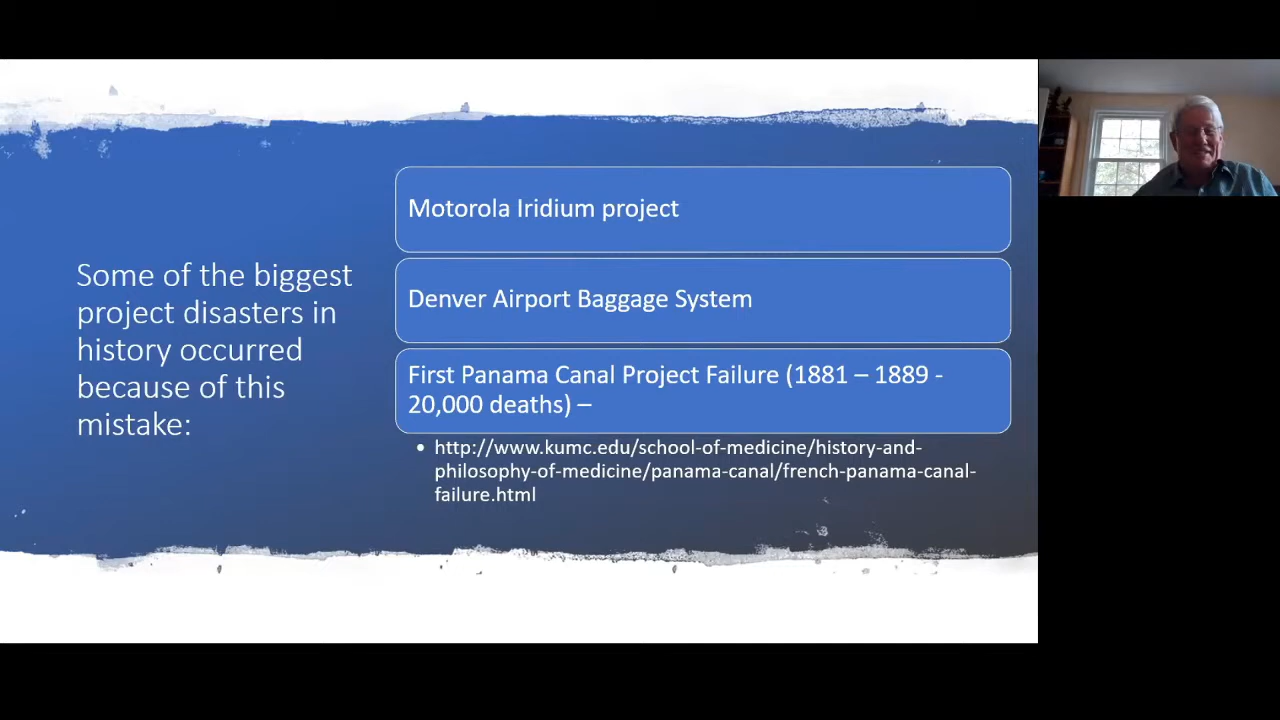 Some of the biggest
project disasters in
history occurred
because of this
mistake:
Motorola Iridium project
Denver Airport Baggage System
First Panama Canal Project Failure (1881 – 1889 -
20,000 deaths) –
• http://www.kumc.edu/school-of-medicine/history-and-
philosophy-of-medicine/panama-canal/french-panama-canal-
failure.html